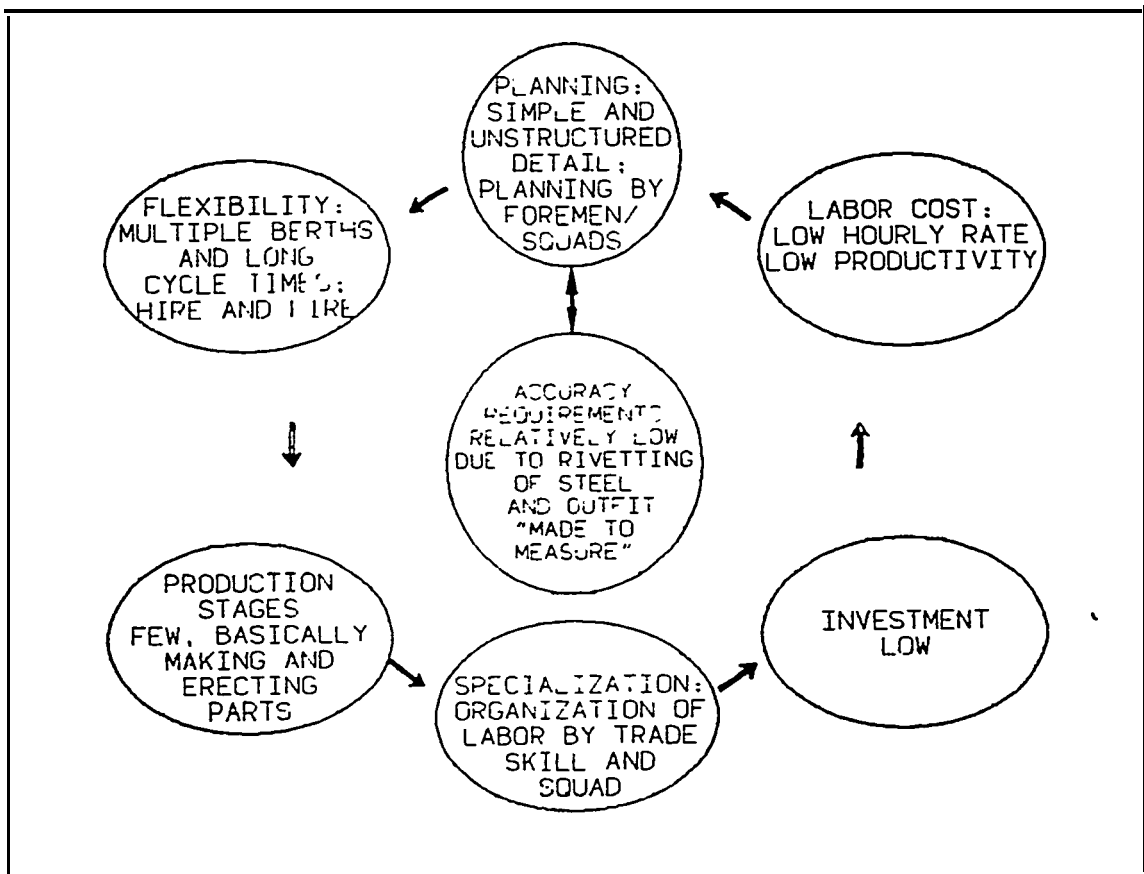 PLANNING:
SIMPLE AND
UNSTRUCTURED
DETAIL;
PLANNING BY
FOREMEN/
SQUADS
FLEXIBILITY:
MULTIPLE BERTHS
AND LONG
CYCLE TIMES;
HIRE AND FIRE
LABOR COST:
LOW HOURLY RATE
LOW PRODUCTIVITY
ACCURACY
REQUIREMENTS
RELATIVELY LOW
DUE TO RIVETTING
OF STEEL
AND OUTFIT
"MADE TO
MEASURE"
PRODUCTION
STAGES
FEW, BASICALLY
MAKING AND
ERECTING
PARTS
SPECIALIZATION:
ORGANIZATION OF
LABOR BY TRADE
SKILL AND
SQUAD
INVESTMENT
LOW